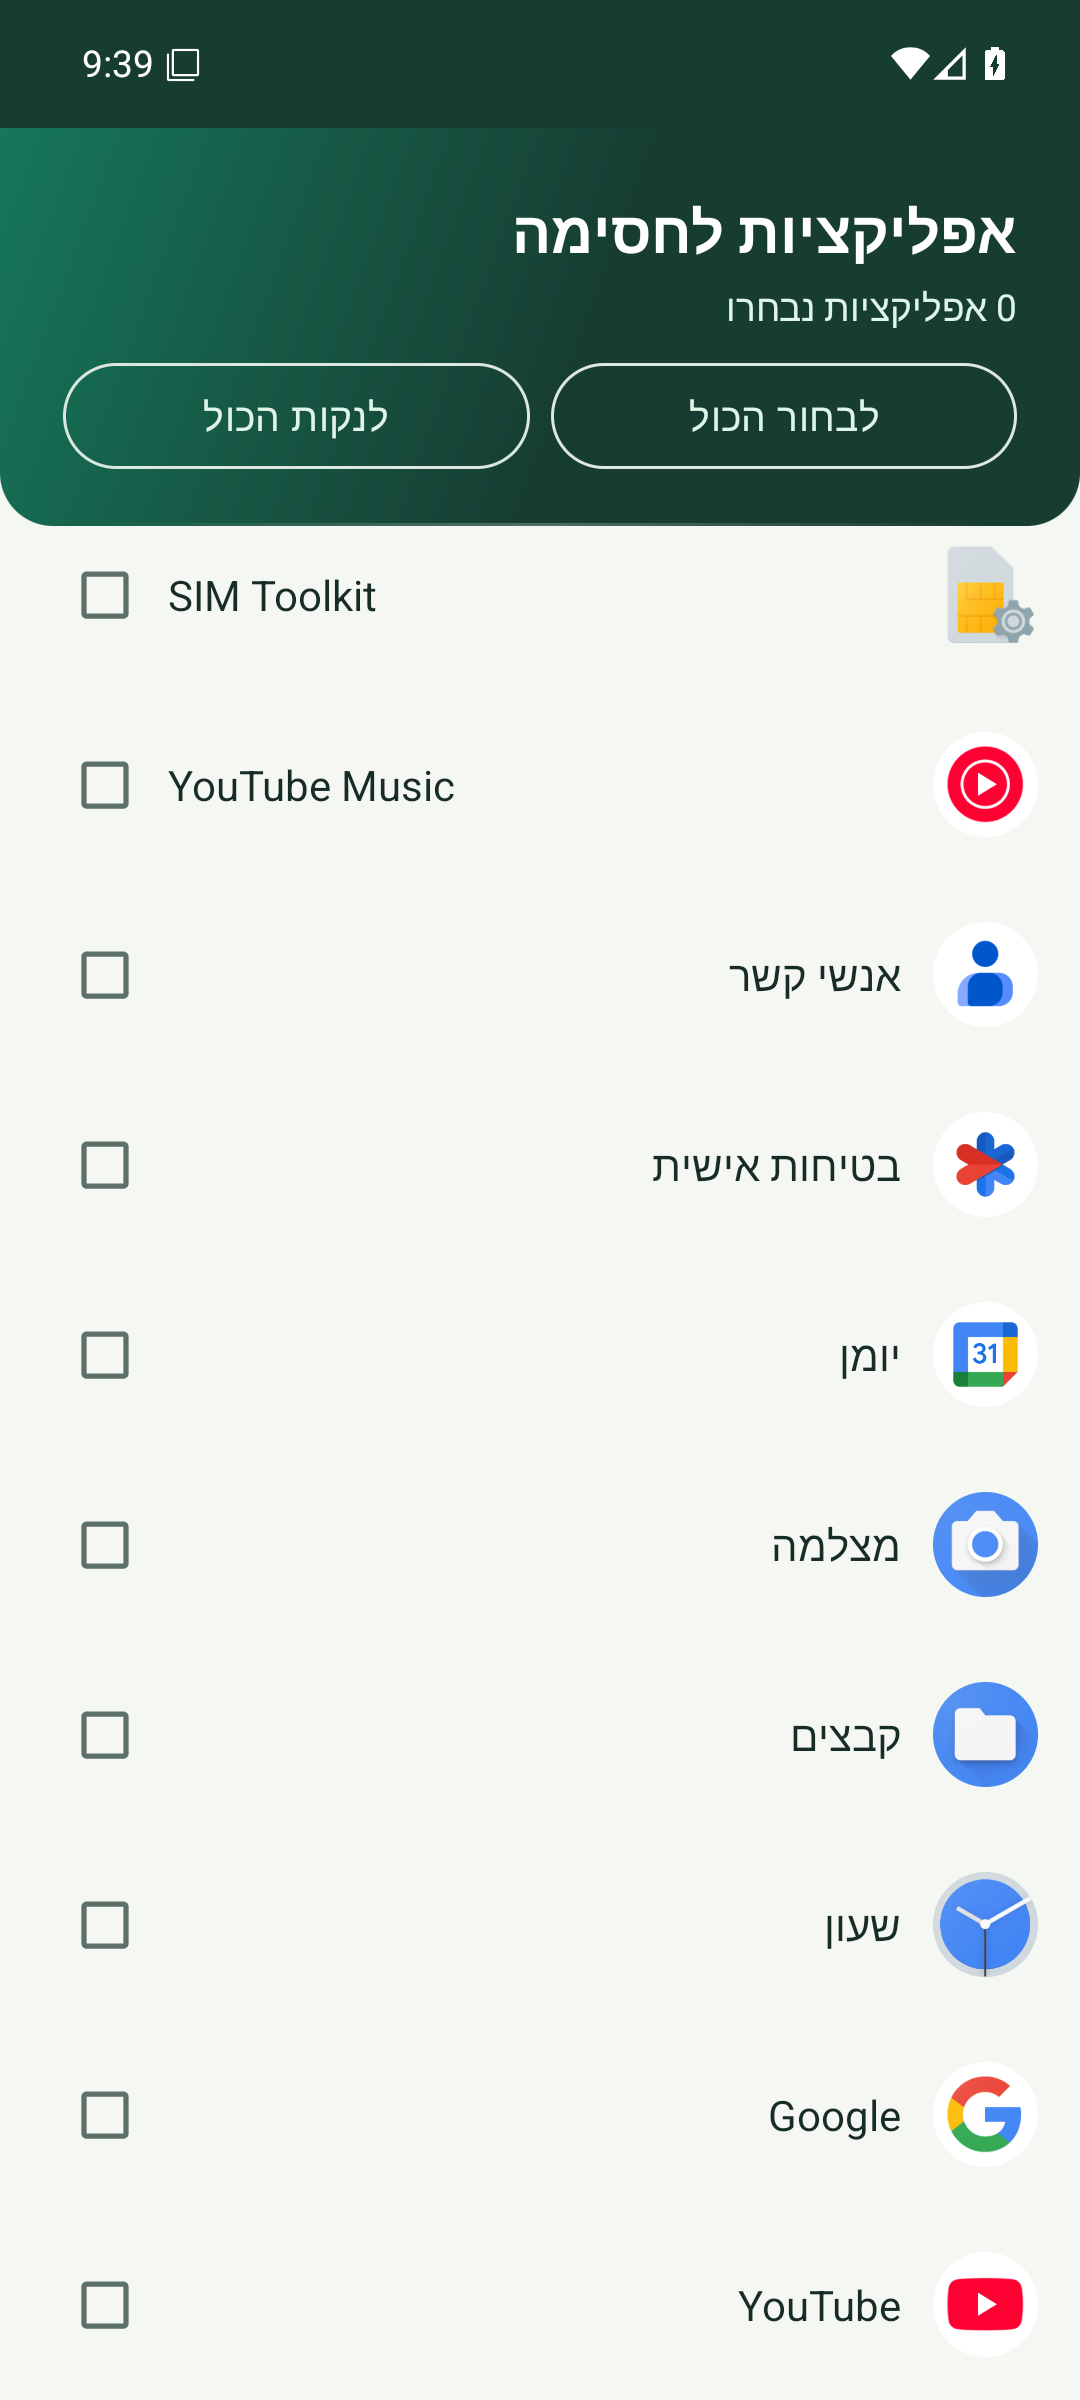 9:39
אפליקציות לחסימה
0 אפליקציות נבחרו
לבחור הכול
לנקות הכול
SIM Toolkit
YouTube Music
אנשי קשר
בטיחות אישית
יומן
31
מצלמה
קבצים
שעון
Google
YouTube